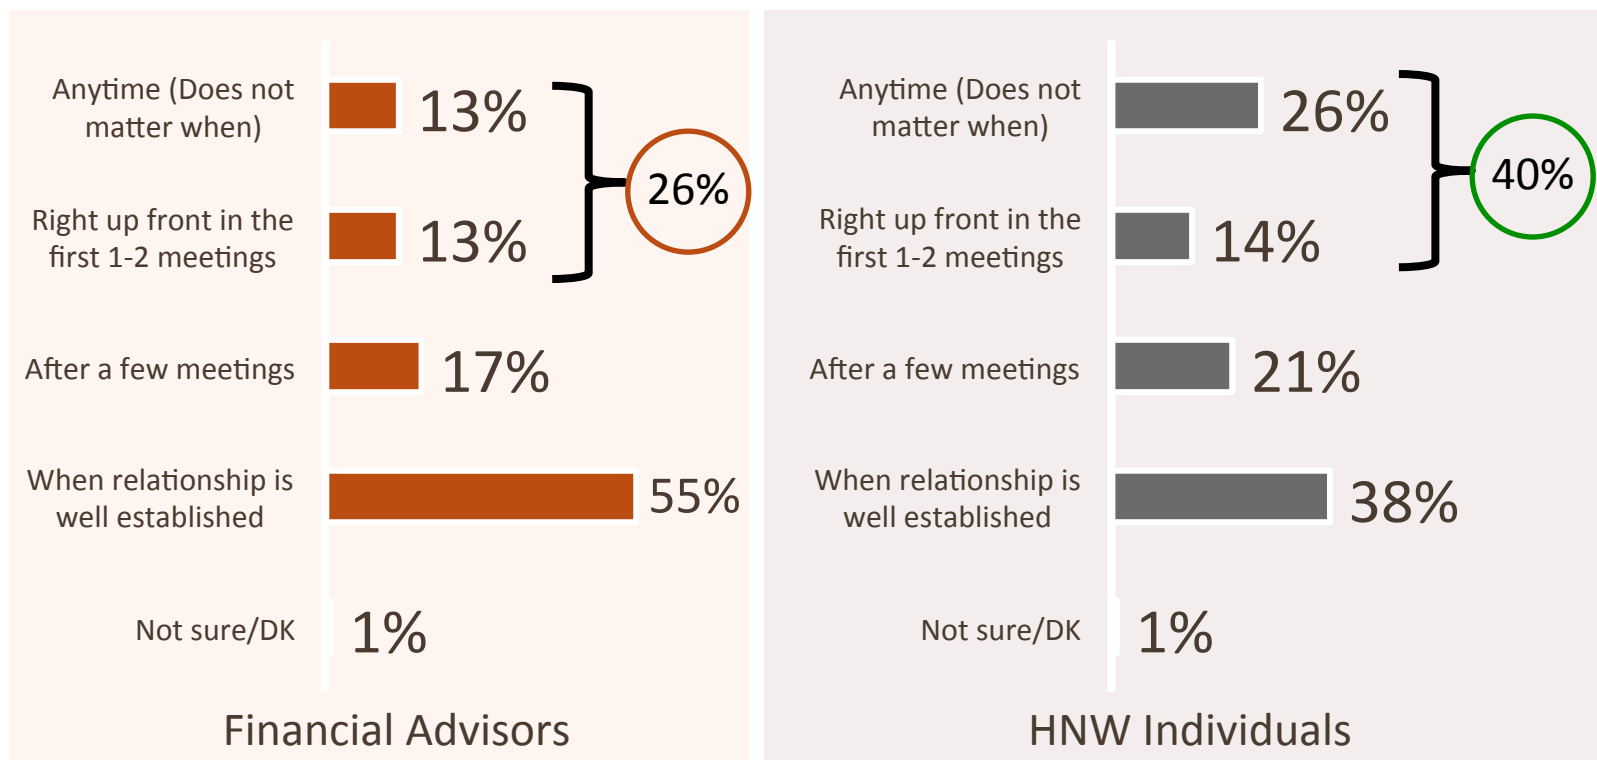 Anytime (Does not
matter when)
13%
Right up front in the
first 1-2 meetings
13%
26%
After a few meetings
17%
When relationship is
well established
55%
Not sure/DK
1%
Financial Advisors
Anytime (Does not
matter when)
26%
Right up front in the
first 1-2 meetings
14%
40%
After a few meetings
21%
When relationship is
well established
38%
Not sure/DK
1%
HNW Individuals